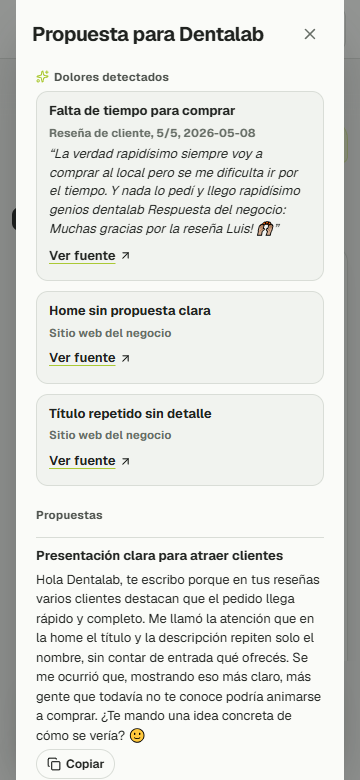 Propuesta para Dentalab
Dolores detectados
Falta de tiempo para comprar
Reseña de cliente, 5/5, 2026-05-08
“La verdad rapidísimo siempre voy a
comprar al local pero se me dificulta ir por
el tiempo. Y nada lo pedí y llego rapidísimo
genios dentalab Respuesta del negocio:
Muchas gracias por la reseña Luis! 🙌🏽”
Ver fuente ↗
Home sin propuesta clara
Sitio web del negocio
Ver fuente ↗
Título repetido sin detalle
Sitio web del negocio
Ver fuente ↗
Propuestas
Presentación clara para atraer clientes
Hola Dentalab, te escribo porque en tus reseñas
varios clientes destacan que el pedido llega
rápido y completo. Me llamó la atención que en
la home el título y la descripción repiten solo el
nombre, sin contar de entrada qué ofrecés. Se
me ocurrió que, mostrando eso más claro, más
gente que todavía no te conoce podría animarse
a comprar. ¿Te mando una idea concreta de
cómo se vería? 🙂
Copiar